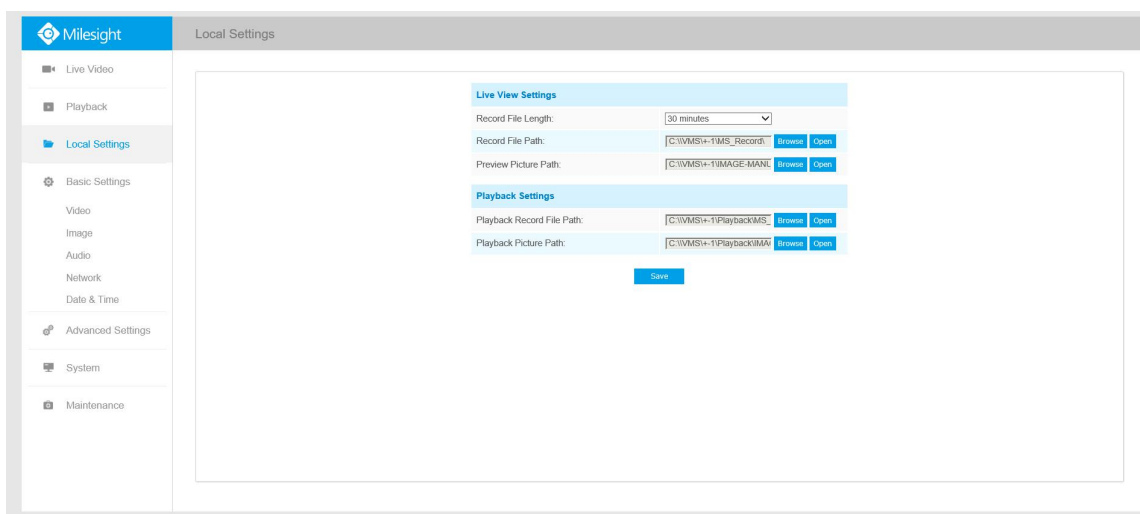 Milesight
Local Settings
Live Video
Playback
Local Settings
Basic Settings
Video
Image
Audio
Network
Date & Time
Advanced Settings
System
Maintenance
Live View Settings
Record File Length: 30 minutes
Record File Path: C:\\VMS\+-1\MS_Record\ Browse Open
Preview Picture Path: C:\\VMS\+-1\IMAGE-MANU Browse Open
Playback Settings
Playback Record File Path: C:\\VMS\+-1\Playback\MS_ Browse Open
Playback Picture Path: C:\\VMS\+-1\Playback\IMA Browse Open
Save